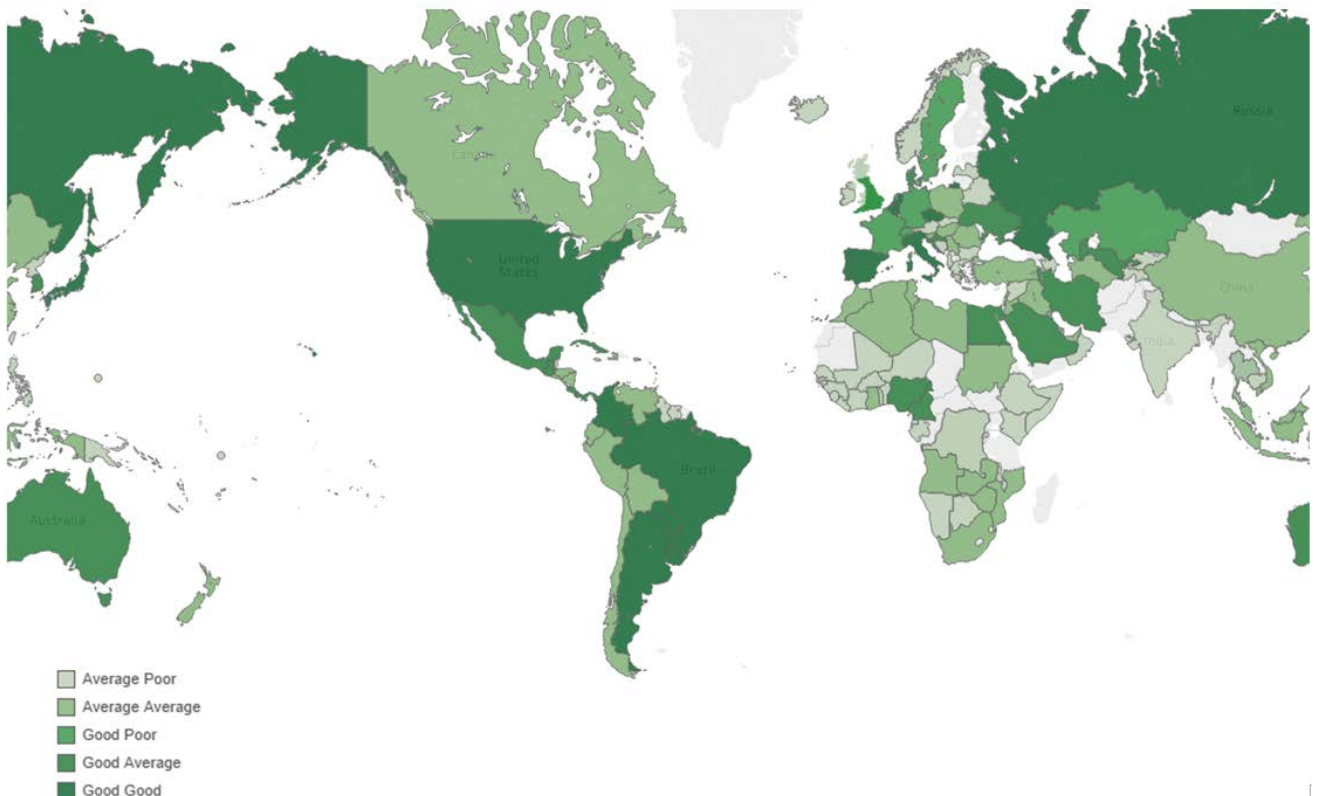 Russia
Canada
United
States
China
India
Brazil
Australia
Average Poor
Average Average
Good Poor
Good Average
Good Good